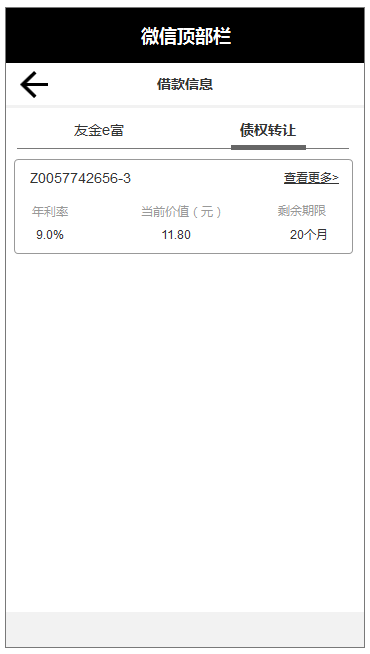 微信顶部栏
借款信息
友金e富 债权转让
Z0057742656-3 查看更多>
年利率 当前价值（元） 剩余期限
9.0% 11.80 20个月